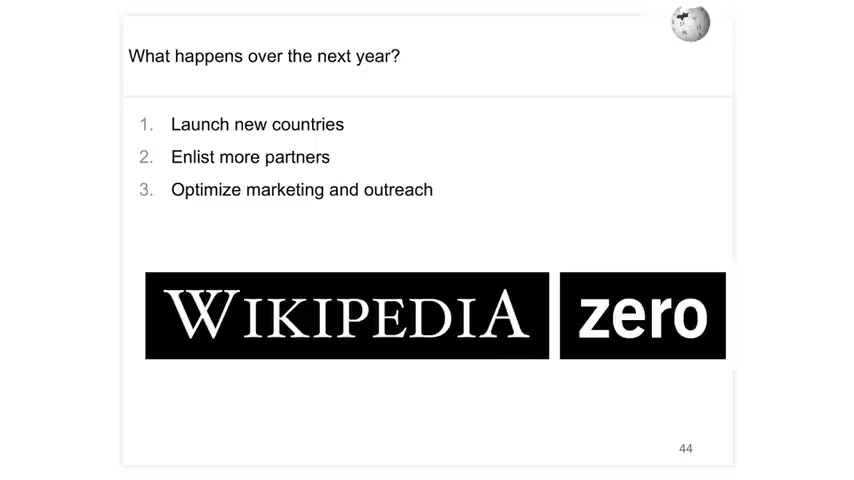 What happens over the next year?
1. Launch new countries
2. Enlist more partners
3. Optimize marketing and outreach
WIKIPEDIA zero
44